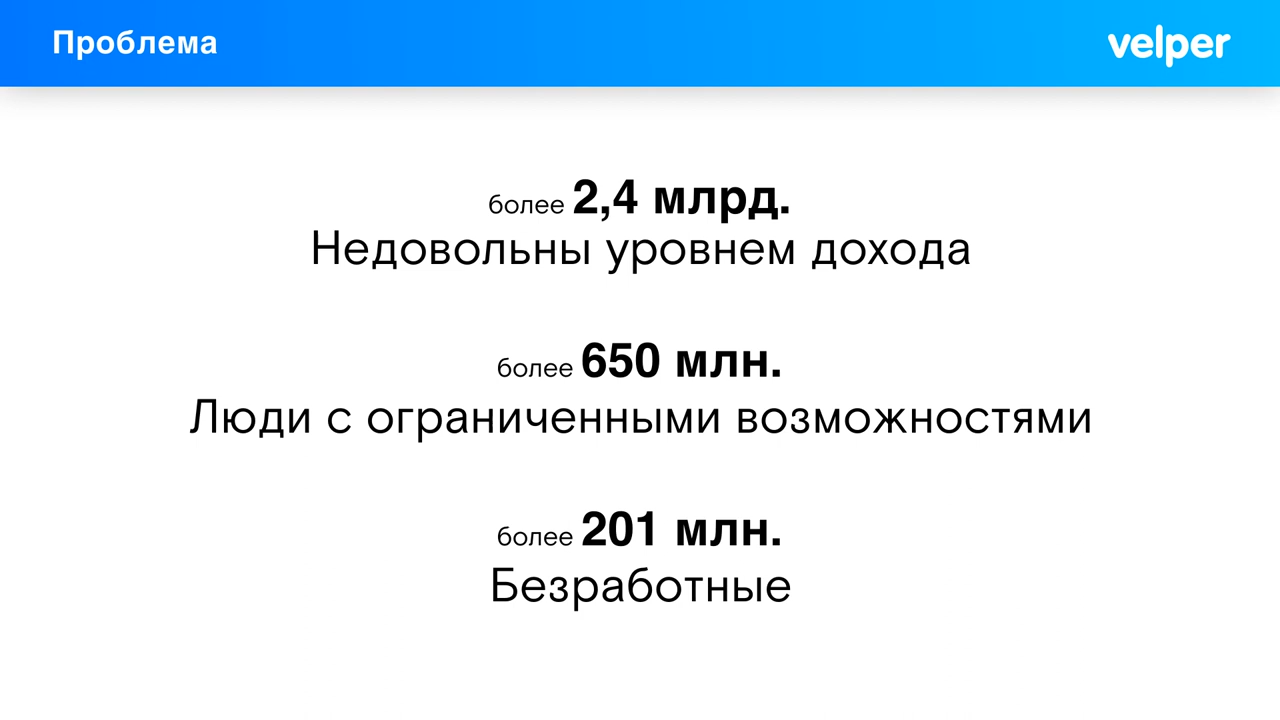 Проблема
velper
более 2,4 млрд.
Недовольны уровнем дохода
более 650 млн.
Люди с ограниченными возможностями
более 201 млн.
Безработные